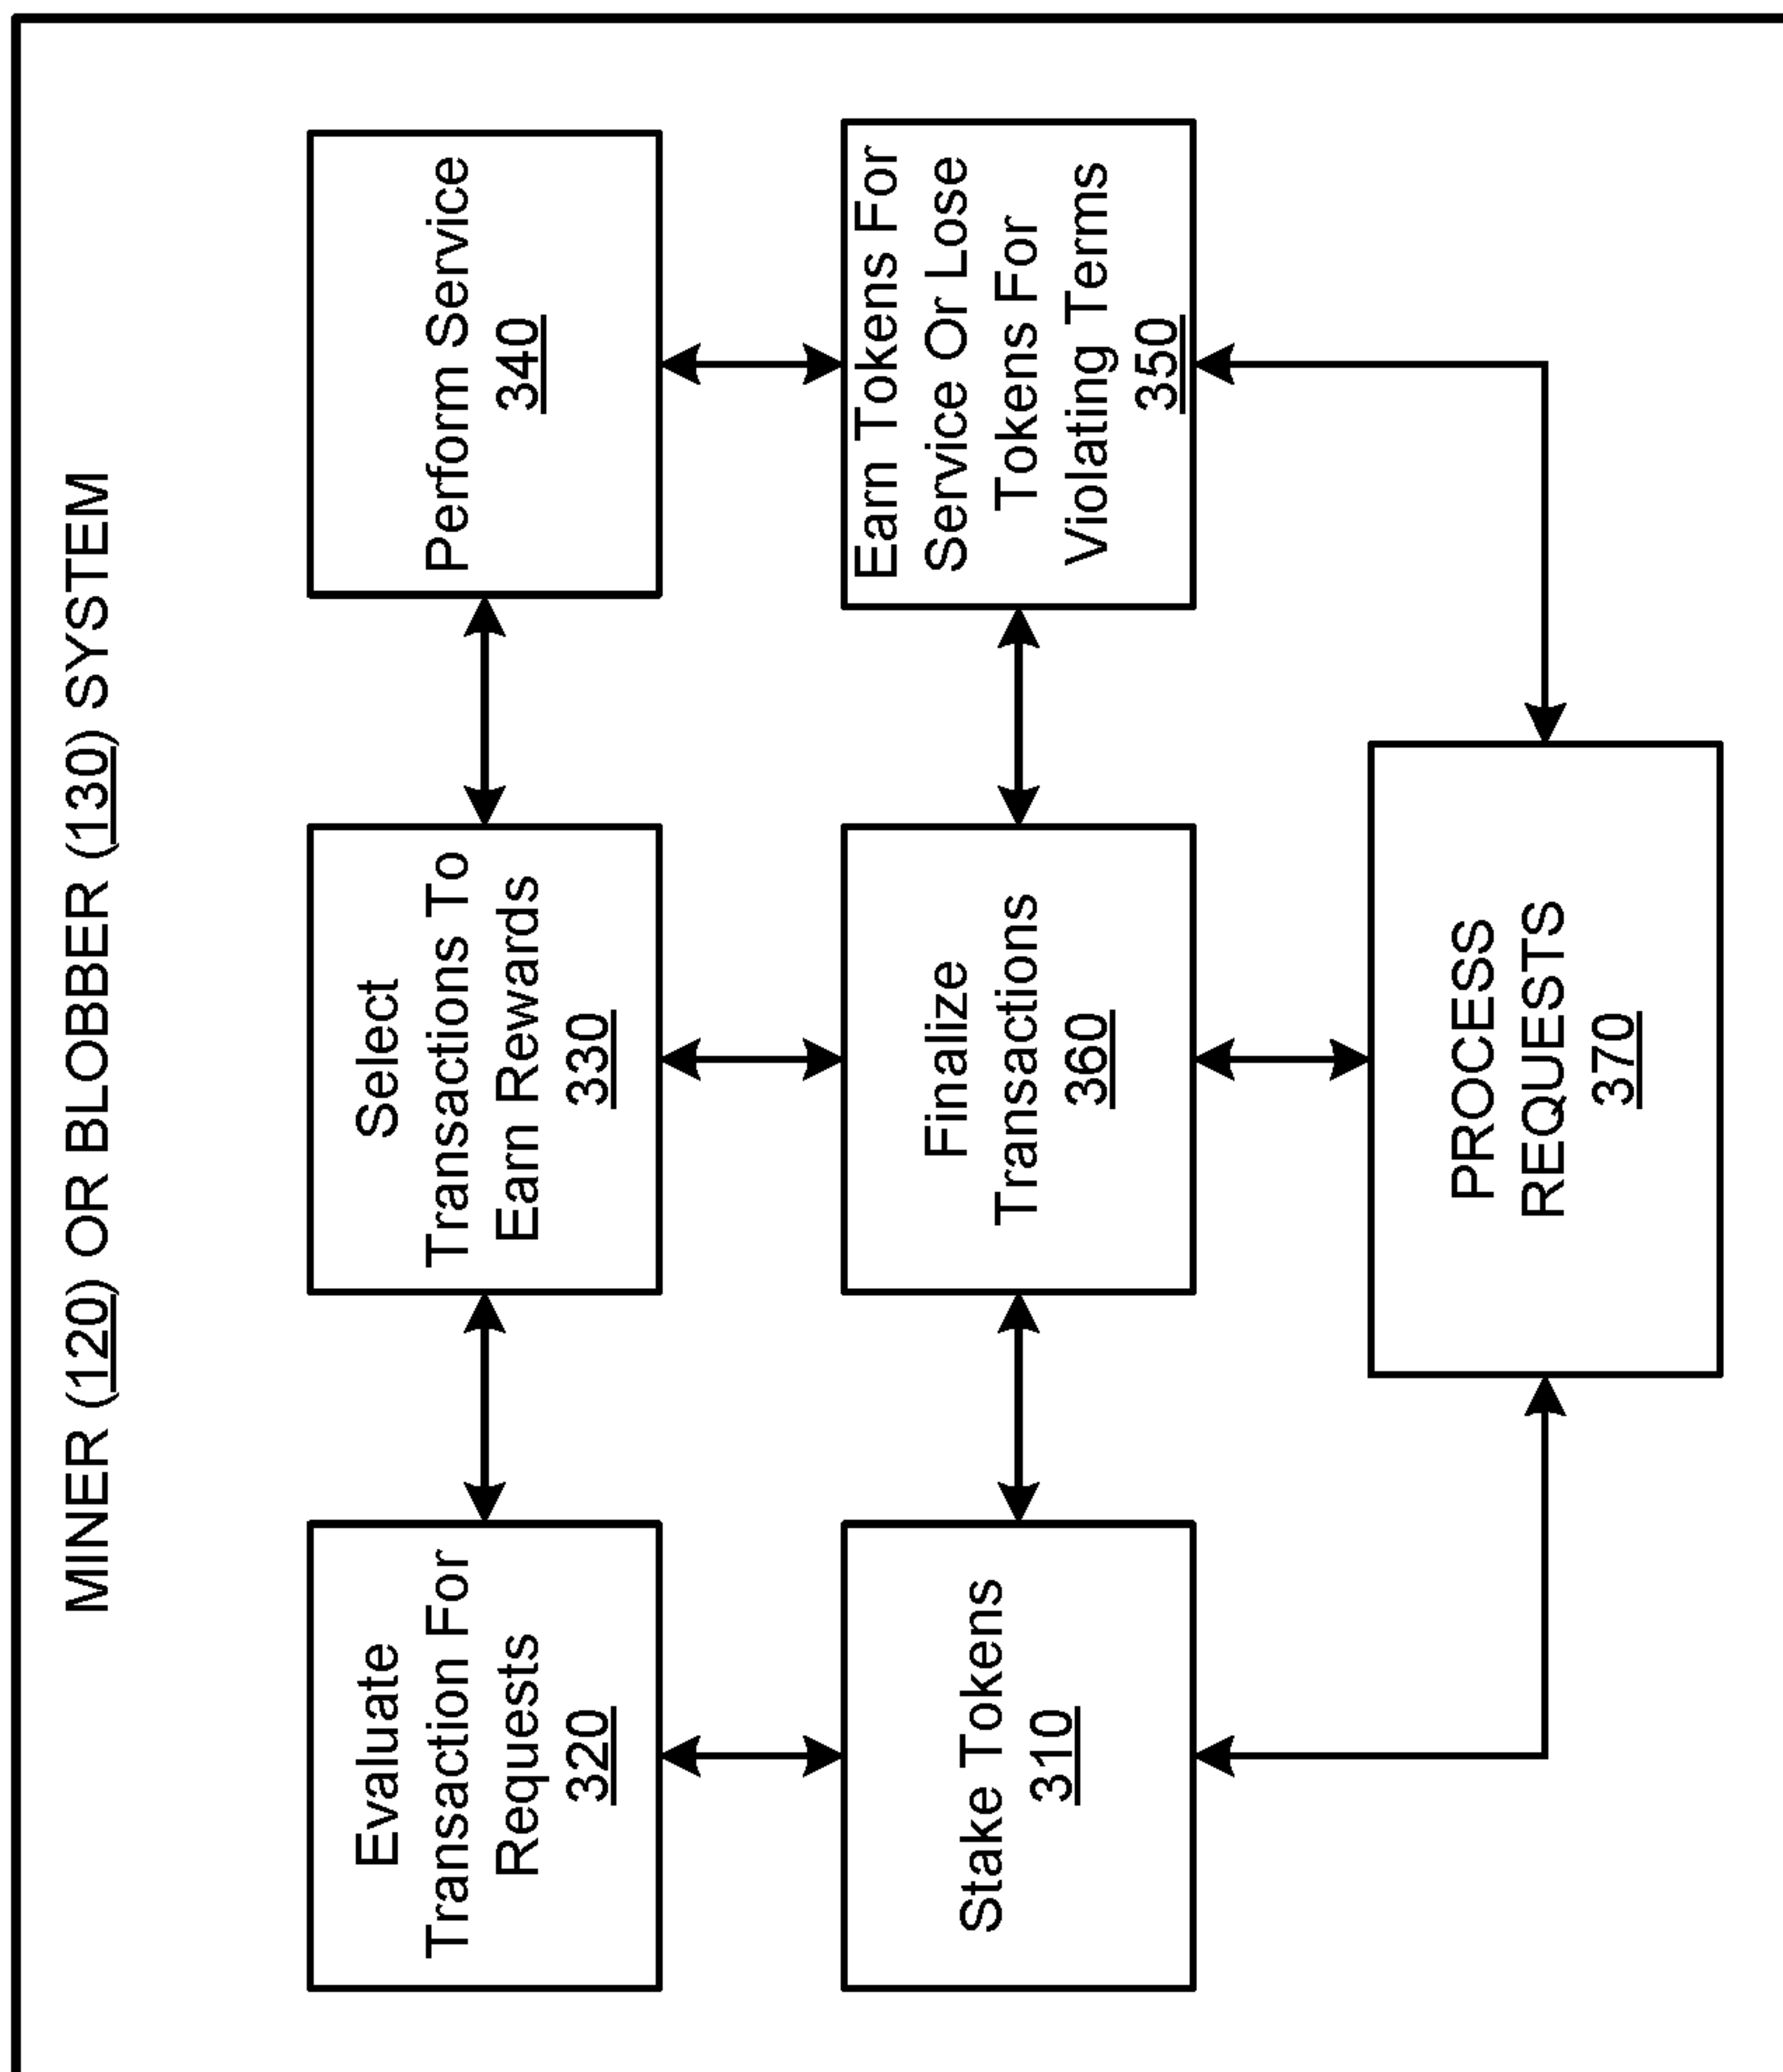 MINER (120) OR BLOBBER (130) SYSTEM
Evaluate
Transaction For
Requests
320
Select
Transactions To
Earn Rewards
330
Perform Service
340
Stake Tokens
310
Finalize
Transactions
360
Earn Tokens For
Service Or Lose
Tokens For
Violating Terms
350
PROCESS
REQUESTS
370